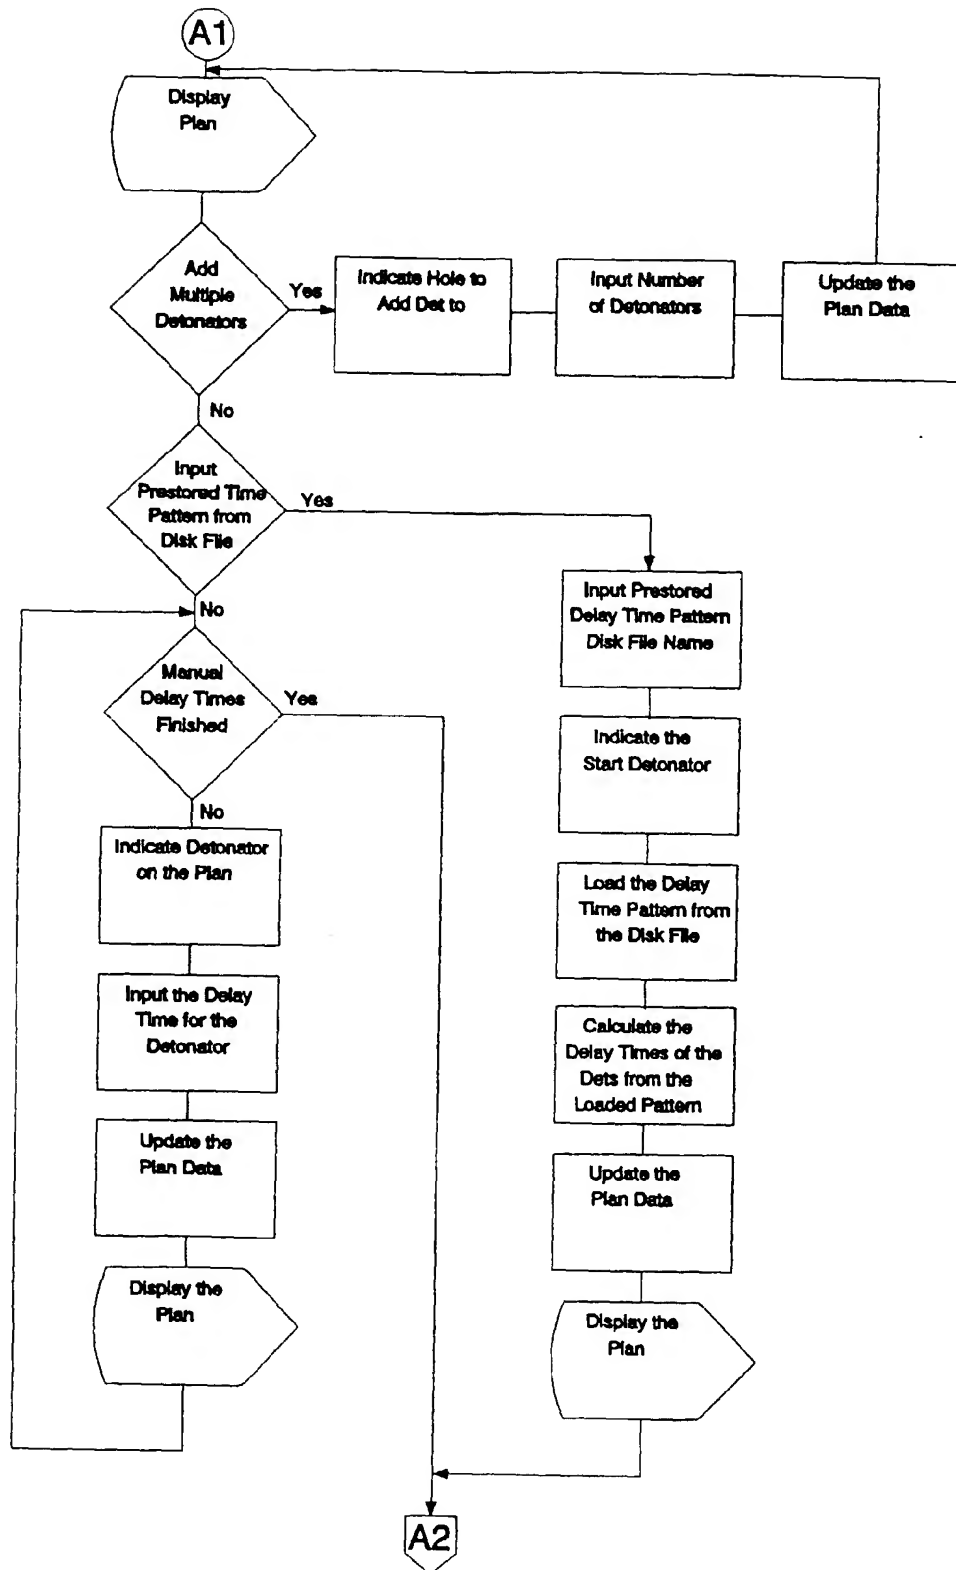 A1
Display
Plan
Add
Multiple
Detonators
Yes
Indicate Hole to
Add Det to
Input Number
of Detonators
Update the
Plan Data
No
Input
Prestored Time
Pattern from
Disk File
Yes
No
Input Prestored
Delay Time Pattern
Disk File Name
Manual
Delay Times
Finished
Yes
Indicate the
Start Detonator
No
Indicate Detonator
on the Plan
Load the Delay
Time Pattern from
the Disk File
Input the Delay
Time for the
Detonator
Calculate the
Delay Times of the
Dets from the
Loaded Pattern
Update the
Plan Data
Update the
Plan Data
Display the
Plan
Display the
Plan
A2